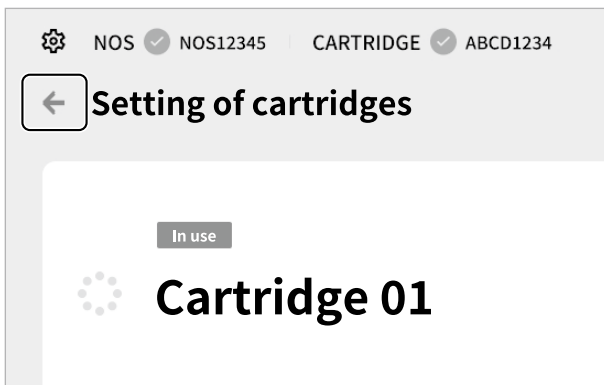 NOS NOS12345 CARTRIDGE ABCD1234
Setting of cartridges
In use
Cartridge 01